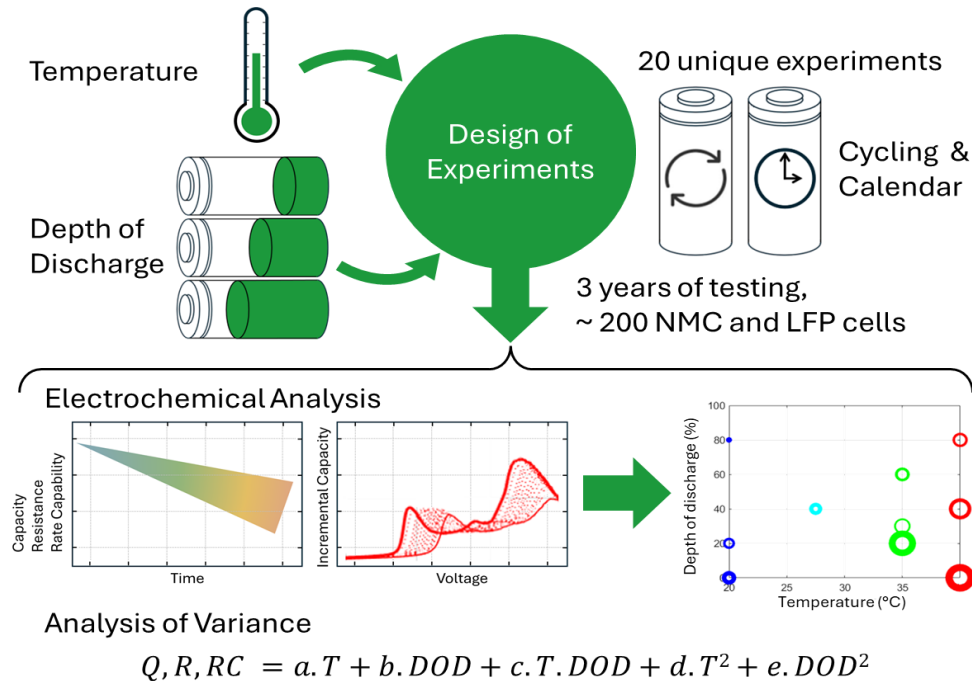 Temperature
Depth of
Discharge
Design of
Experiments
20 unique experiments
Cycling &
Calendar
3 years of testing,
~ 200 NMC and LFP cells
Electrochemical Analysis
Capacity
Resistance
Rate Capability
Time
Incremental Capacity
Voltage
Depth of discharge (%)
100
80
60
40
20
0
20
25
30
35
Temperature (°C)
Analysis of Variance
Q, R, RC = a.T + b.DOD + c.T.DOD + d.T² + e.DOD²